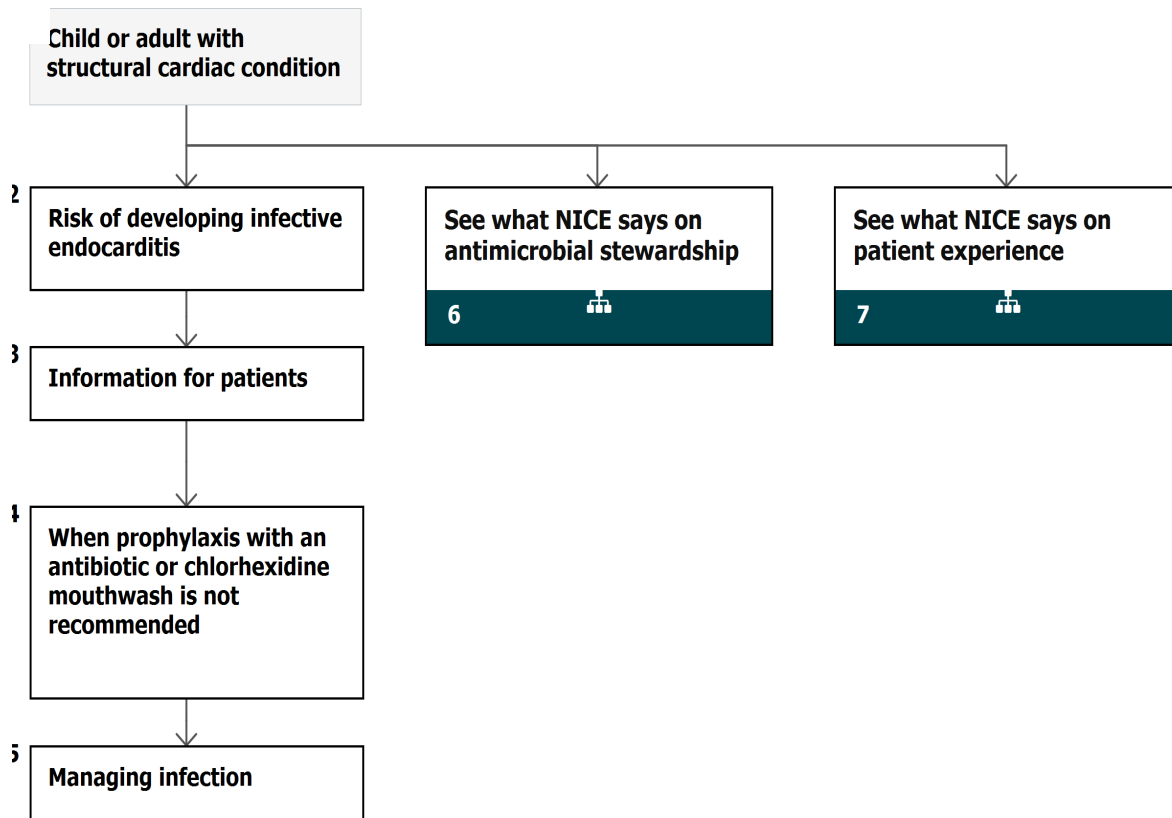 Child or adult with
structural cardiac condition
2
Risk of developing infective
endocarditis
See what NICE says on
antimicrobial stewardship
6
See what NICE says on
patient experience
7
3
Information for patients
4
When prophylaxis with an
antibiotic or chlorhexidine
mouthwash is not
recommended
5
Managing infection